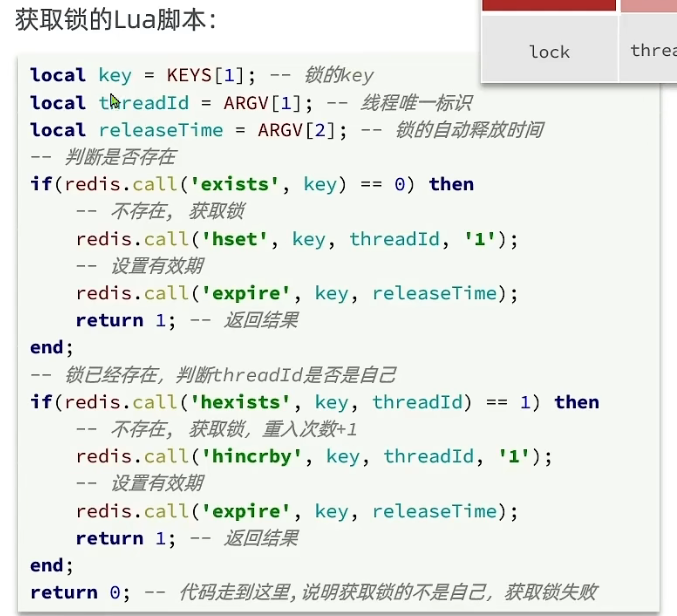 获取锁的Lua脚本：
lock
local key = KEYS[1]; -- 锁的key
local threadId = ARGV[1]; -- 线程唯一标识
local releaseTime = ARGV[2]; -- 锁的自动释放时间
-- 判断是否存在
if(redis.call('exists', key) == 0) then
-- 不存在, 获取锁
redis.call('hset', key, threadId, '1');
-- 设置有效期
redis.call('expire', key, releaseTime);
return 1; -- 返回结果
end;
-- 锁已经存在，判断threadId是否是自己
if(redis.call('hexists', key, threadId) == 1) then
-- 不存在, 获取锁，重入次数+1
redis.call('hincrby', key, threadId, '1');
-- 设置有效期
redis.call('expire', key, releaseTime);
return 1; -- 返回结果
end;
return 0; -- 代码走到这里,说明获取锁的不是自己，获取锁失败